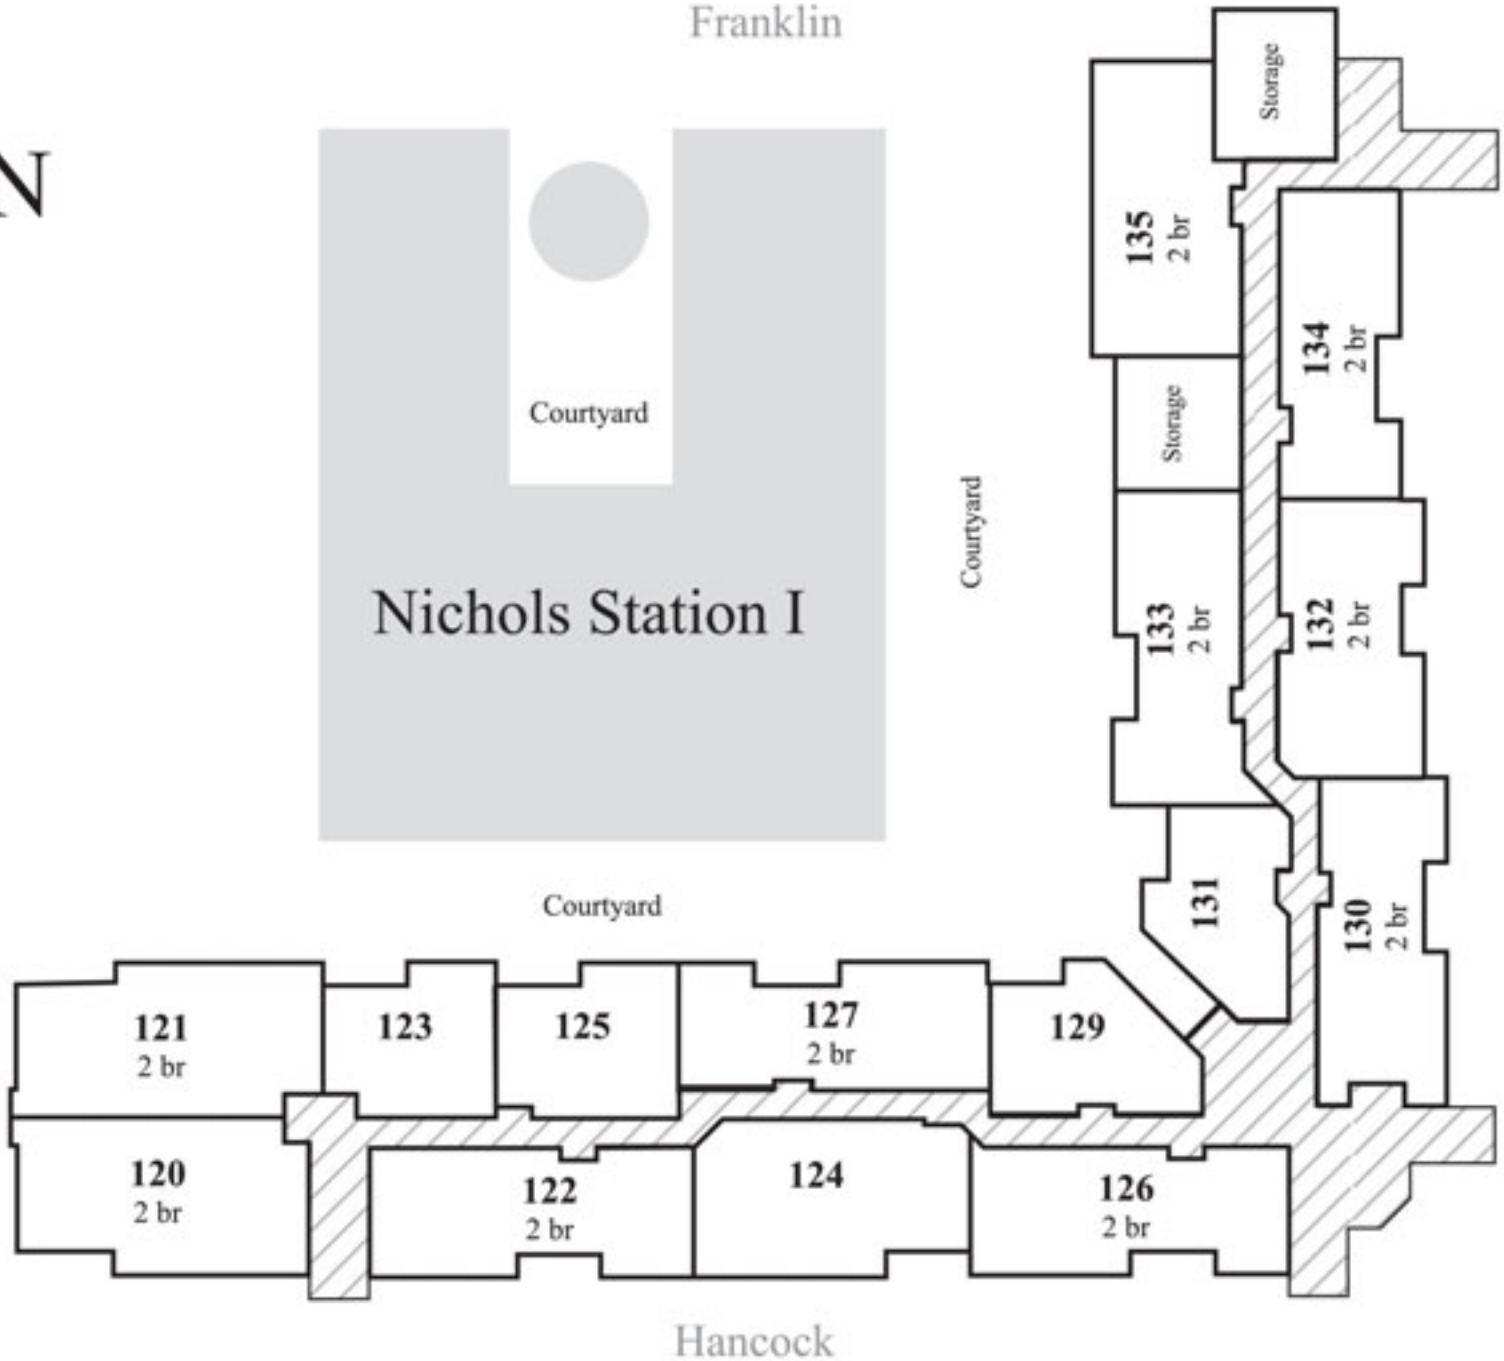 Franklin
Storage
N
135
2 br
134
2 br
Courtyard
Storage
Courtyard
Nichols Station I
133
2 br
132
2 br
Courtyard
131
130
2 br
121
2 br
123
125
127
2 br
129
120
2 br
122
2 br
124
126
2 br
Hancock